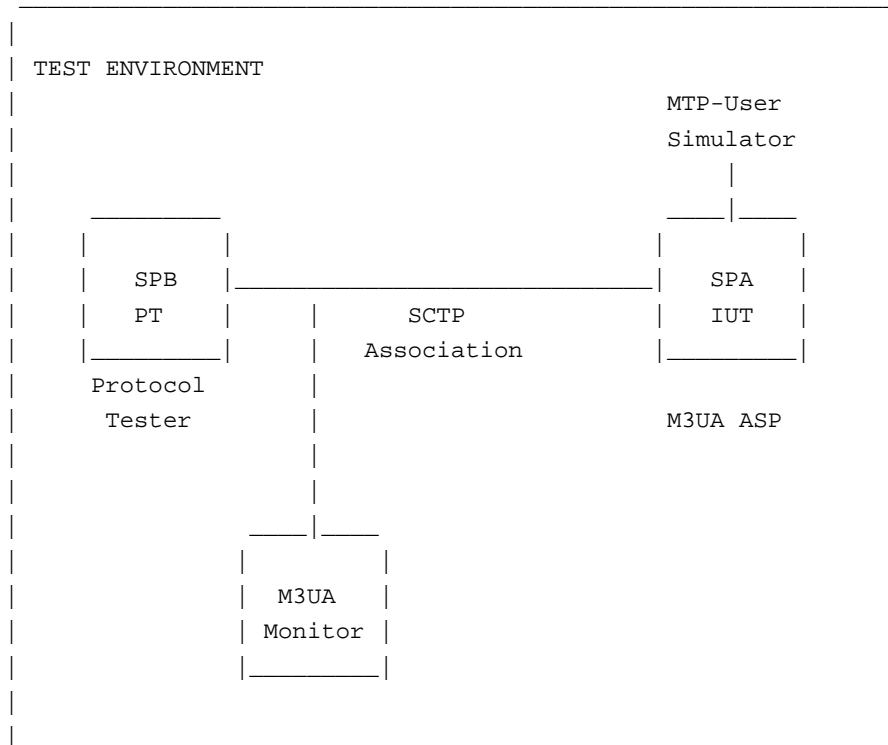 TEST ENVIRONMENT
MTP-User
Simulator
SPB SPA
PT SCTP IUT
Association
Protocol
Tester M3UA ASP
M3UA
Monitor